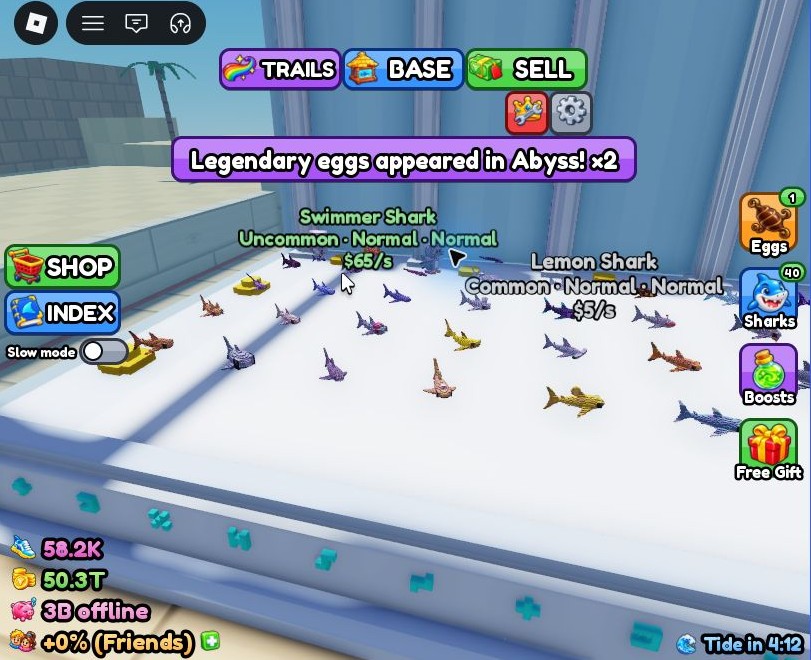 TRAILS
BASE
SELL
Legendary eggs appeared in Abyss! x2
Swimmer Shark
Uncommon · Normal · Normal
$65/s
Lemon Shark
Common · Normal · Normal
$5/s
SHOP
INDEX
Slow mode
1
Eggs
40
Sharks
Boosts
Free Gift
58.2K
50.3T
3B offline
+0% (Friends)
Tide in 4:12